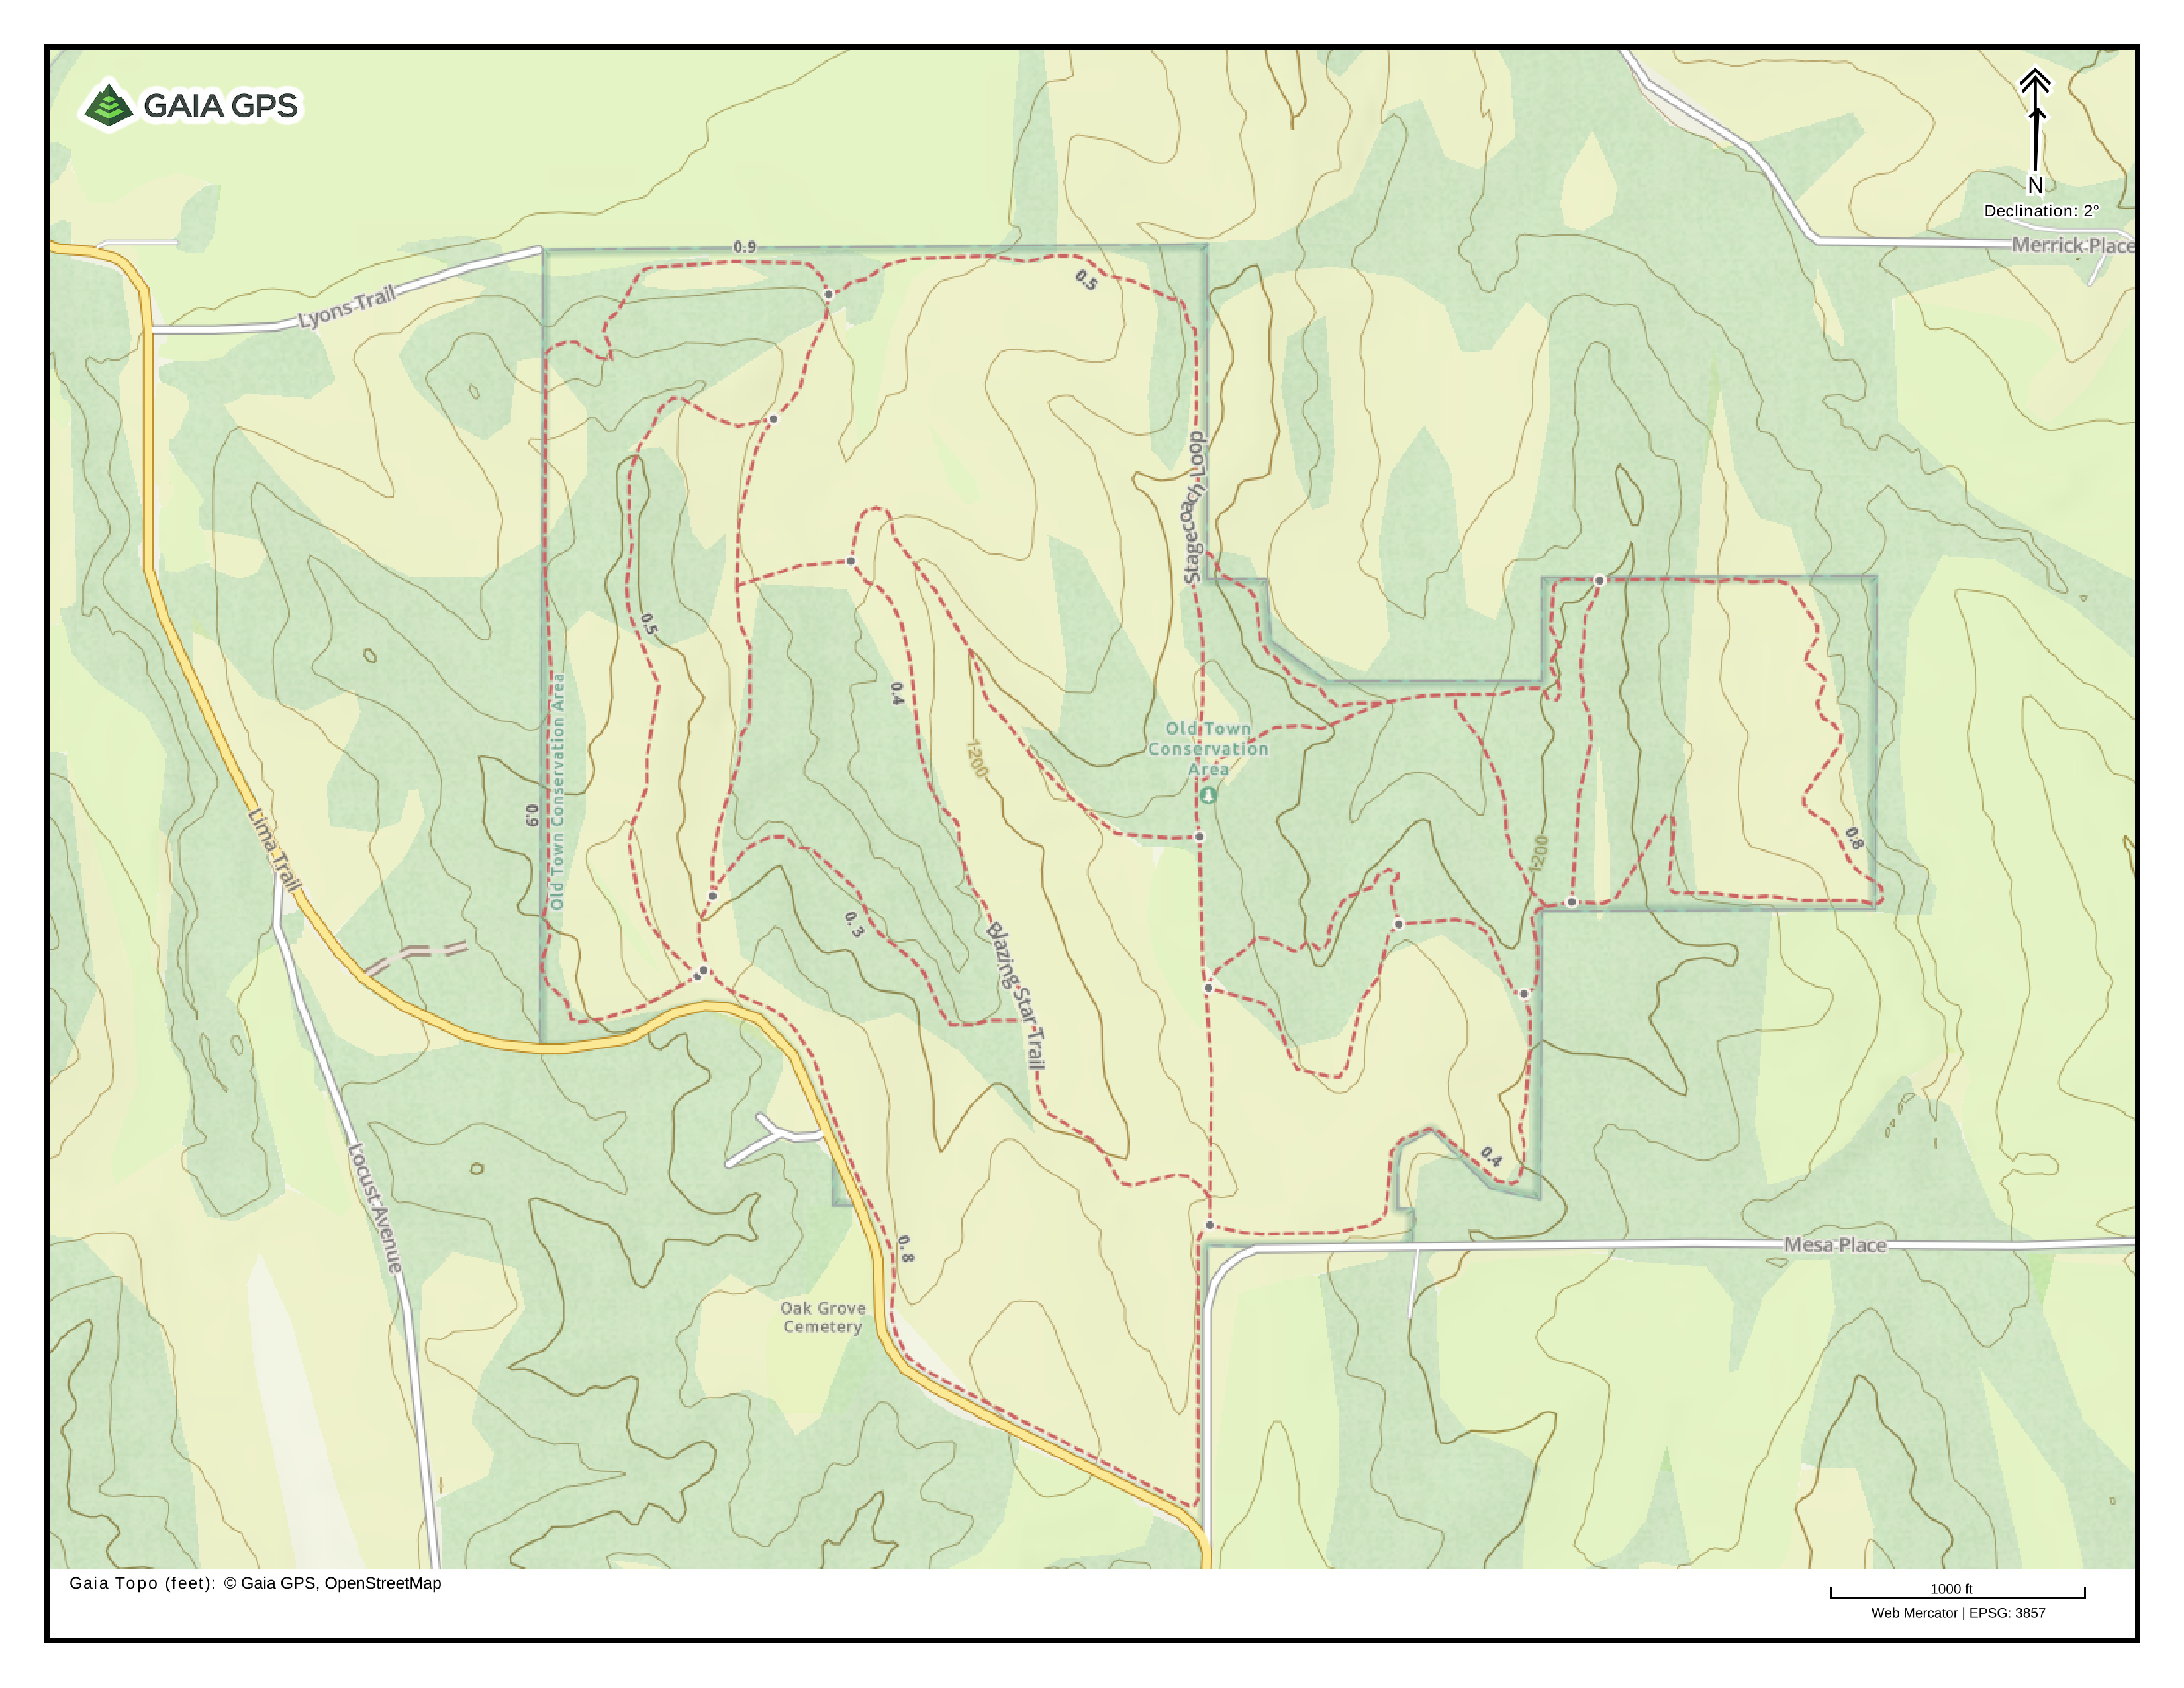 GAIA GPS
N
Declination: 2°
Merrick Place
0.9
0.5
Lyons Trail
Stagecoach Loop
0.5
0.4
Old Town Conservation Area
0.9
1200
Old Town
Conservation
Area
Lima Trail
0.8
1200
0.3
Blazing Star Trail
Locust Avenue
0.4
0.8
Mesa Place
Oak Grove
Cemetery
Gaia Topo (feet): © Gaia GPS, OpenStreetMap
1000 ft
Web Mercator | EPSG: 3857